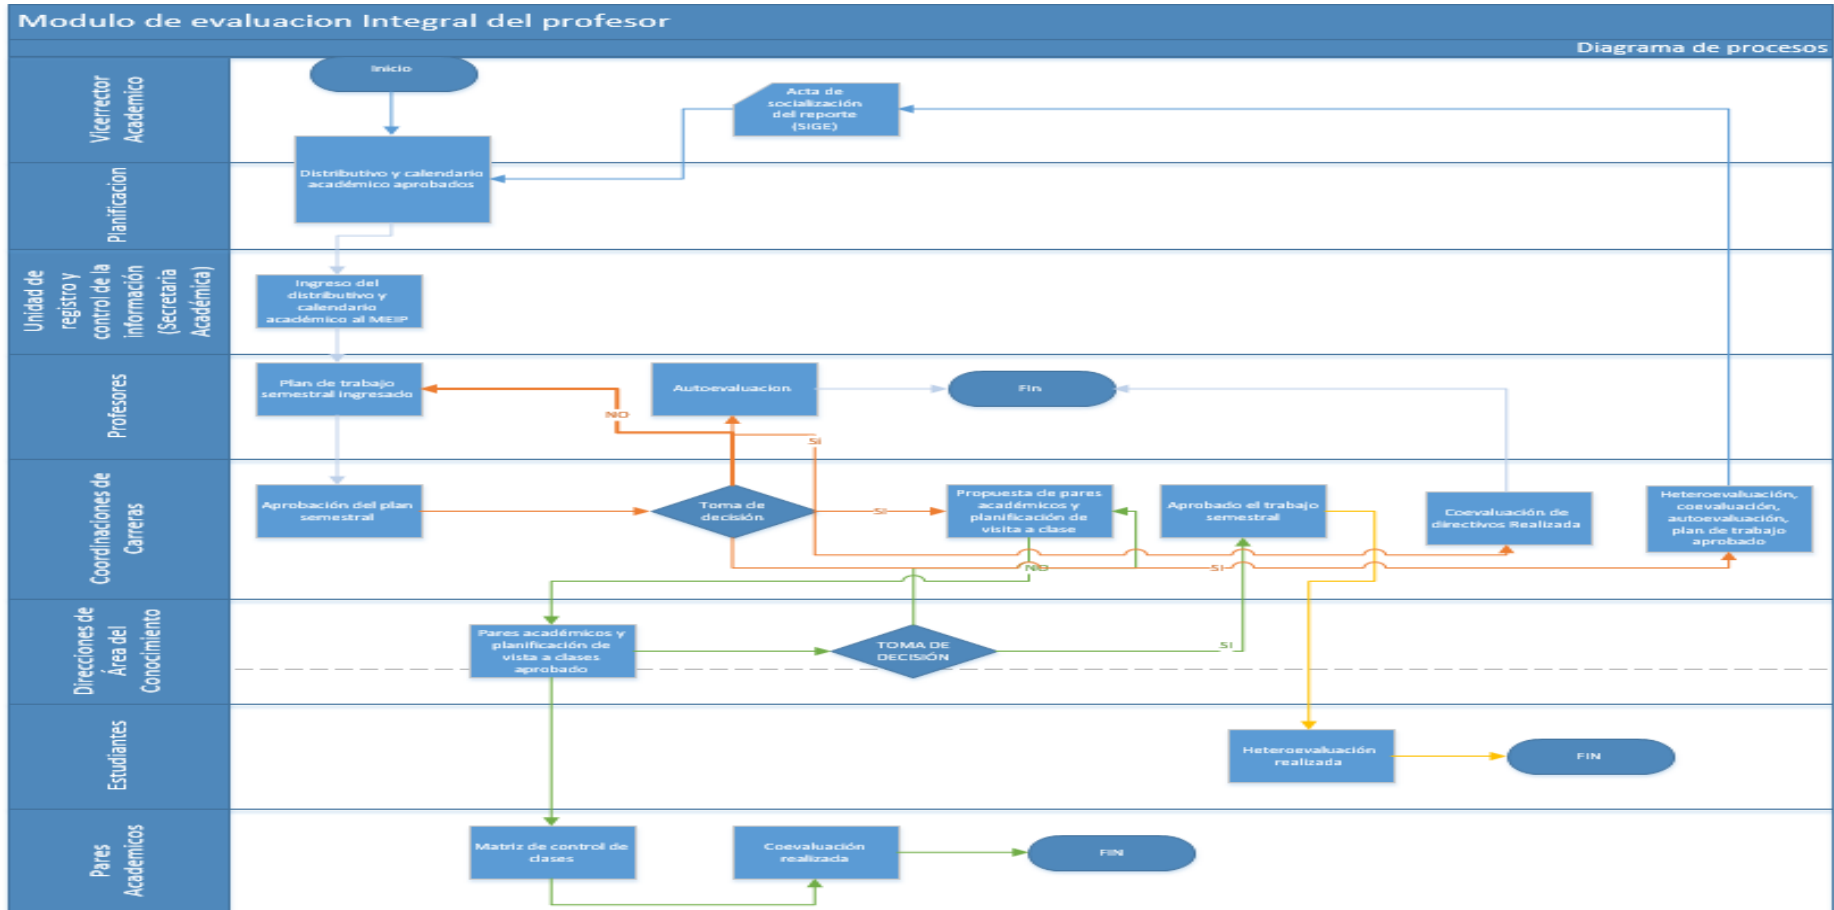 Modulo de evaluacion Integral del profesor
Diagrama de procesos
Vicerrector
Academico
Inicio
Acta de
socialización
del reporte
(SIGE)
Planificacion
Distributivo y calendario
académico aprobados
Unidad de
registro y
control de la
información
(Secretaria
Académica)
Ingreso del
distributivo y
calendario
académico al MEIP
Profesores
Plan de trabajo
semestral ingresado
NO
Autoevaluacion
SI
FIn
Coordinaciones de
Carreras
Aprobación del plan
semestral
Toma de
decisión
SI
Propuesta de pares
académicos y
planificación de
visita a clase
Aprobado el trabajo
semestral
Coevaluación de
directivos Realizada
Heteroevaluación,
coevaluación,
autoevaluación,
plan de trabajo
aprobado
NO
SI
Direcciones de
Área del
Conocimiento
Pares académicos y
planificación de
vista a clases
aprobado
TOMA DE
DECISIÓN
SI
Estudiantes
Heteroevaluación
realizada
FIN
Pares
Academicos
Matriz de control de
clases
Coevaluación
realizada
FIN